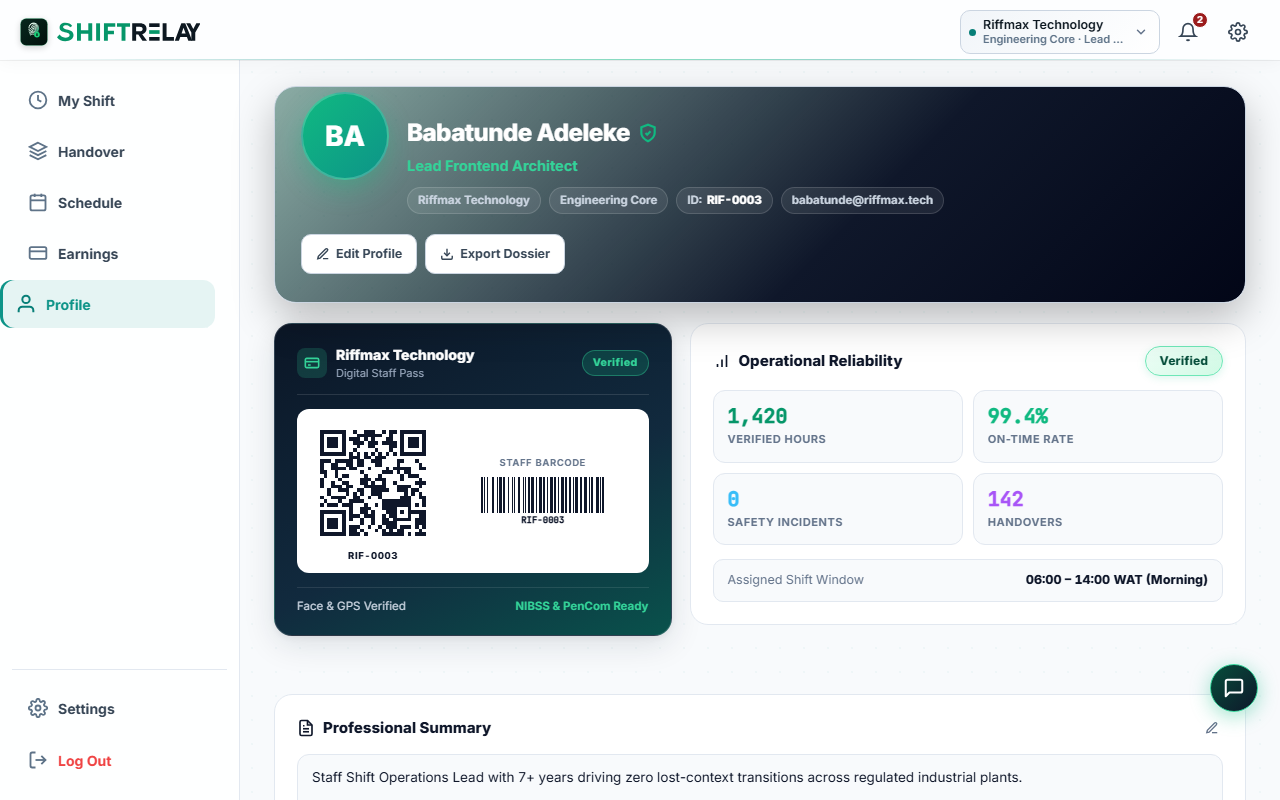 SHIFTRELAY
Riffmax Technology
Engineering Core · Lead ...
2
My Shift
Handover
Schedule
Earnings
Profile
Settings
Log Out
BA
Babatunde Adeleke
Lead Frontend Architect
Riffmax Technology
Engineering Core
ID: RIF-0003
babatunde@riffmax.tech
Edit Profile
Export Dossier
Riffmax Technology
Digital Staff Pass
Verified
RIF-0003
STAFF BARCODE
RIF-0003
Face & GPS Verified
NIBSS & PenCom Ready
Operational Reliability
Verified
1,420
VERIFIED HOURS
99.4%
ON-TIME RATE
0
SAFETY INCIDENTS
142
HANDOVERS
Assigned Shift Window
06:00 – 14:00 WAT (Morning)
Professional Summary
Staff Shift Operations Lead with 7+ years driving zero lost-context transitions across regulated industrial plants.